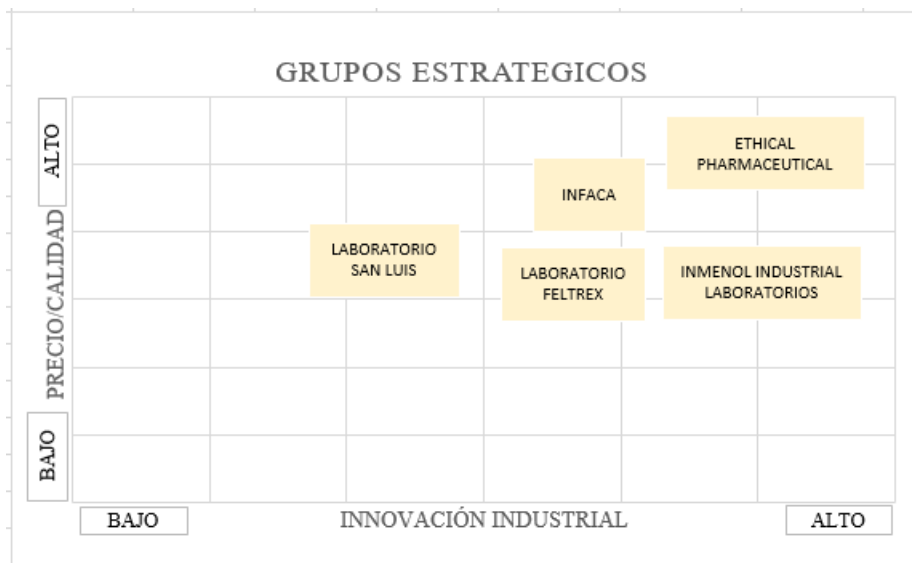 GRUPOS ESTRATEGICOS
ALTO
PRECIO/CALIDAD
BAJO
ETHICAL
PHARMACEUTICAL
INFACA
LABORATORIO
SAN LUIS
LABORATORIO
FELTREX
INMENOL INDUSTRIAL
LABORATORIOS
BAJO
INNOVACIÓN INDUSTRIAL
ALTO